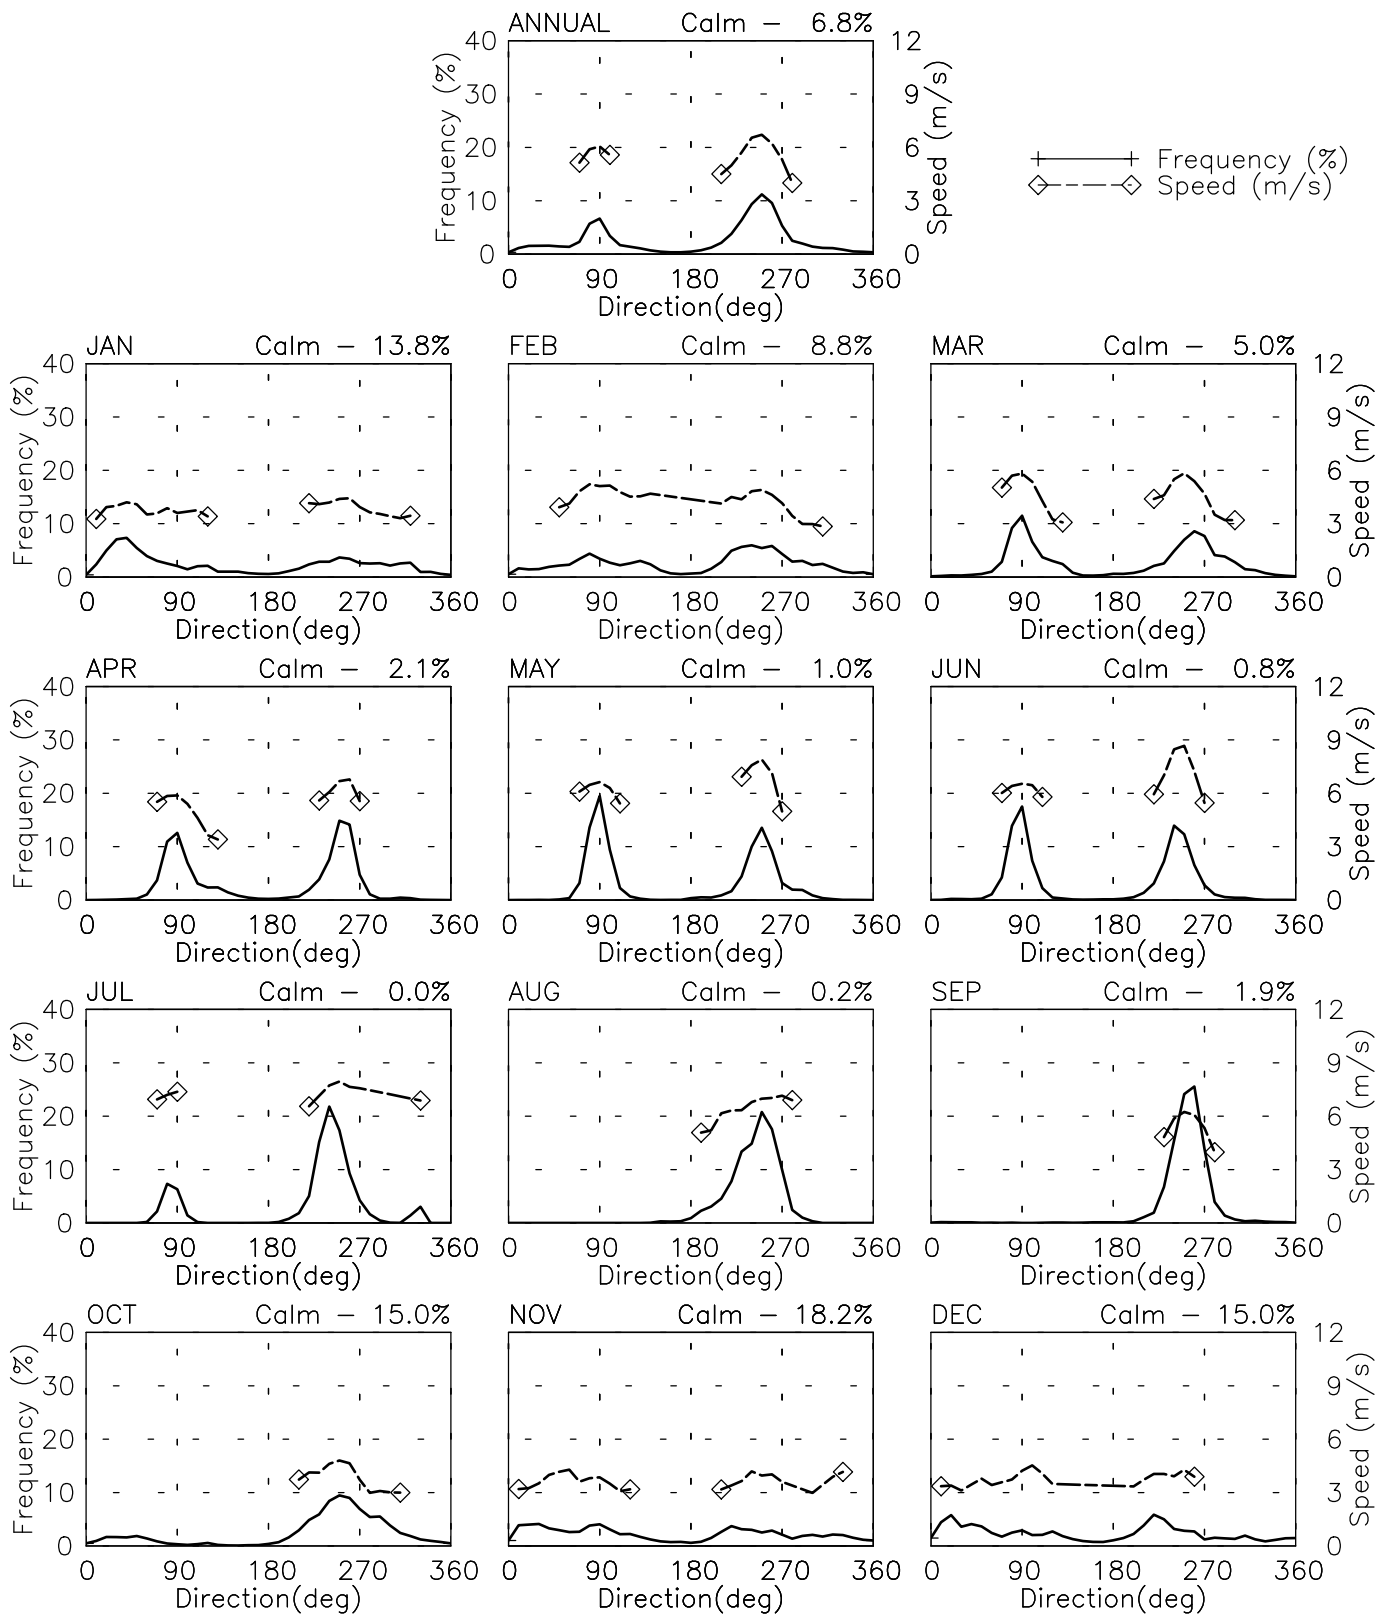 ANNUAL Calm – 6.8%
40 12
30 9
20 6
10 3
0 0
Frequency (%)
Speed (m/s)
0 90 180 270 360
Direction(deg)
Frequency (%)
Speed (m/s)
JAN Calm – 13.8% FEB Calm – 8.8% MAR Calm – 5.0%
40 12
30 9
20 6
10 3
0 0
Frequency (%)
Speed (m/s)
0 90 180 270 360 0 90 180 270 360 0 90 180 270 360
Direction(deg) Direction(deg) Direction(deg)
APR Calm – 2.1% MAY Calm – 1.0% JUN Calm – 0.8%
40 12
30 9
20 6
10 3
0 0
Frequency (%)
Speed (m/s)
0 90 180 270 360 0 90 180 270 360 0 90 180 270 360
Direction(deg) Direction(deg) Direction(deg)
JUL Calm – 0.0% AUG Calm – 0.2% SEP Calm – 1.9%
40 12
30 9
20 6
10 3
0 0
Frequency (%)
Speed (m/s)
0 90 180 270 360 0 90 180 270 360 0 90 180 270 360
Direction(deg) Direction(deg) Direction(deg)
OCT Calm – 15.0% NOV Calm – 18.2% DEC Calm – 15.0%
40 12
30 9
20 6
10 3
0 0
Frequency (%)
Speed (m/s)
0 90 180 270 360 0 90 180 270 360 0 90 180 270 360
Direction(deg) Direction(deg) Direction(deg)